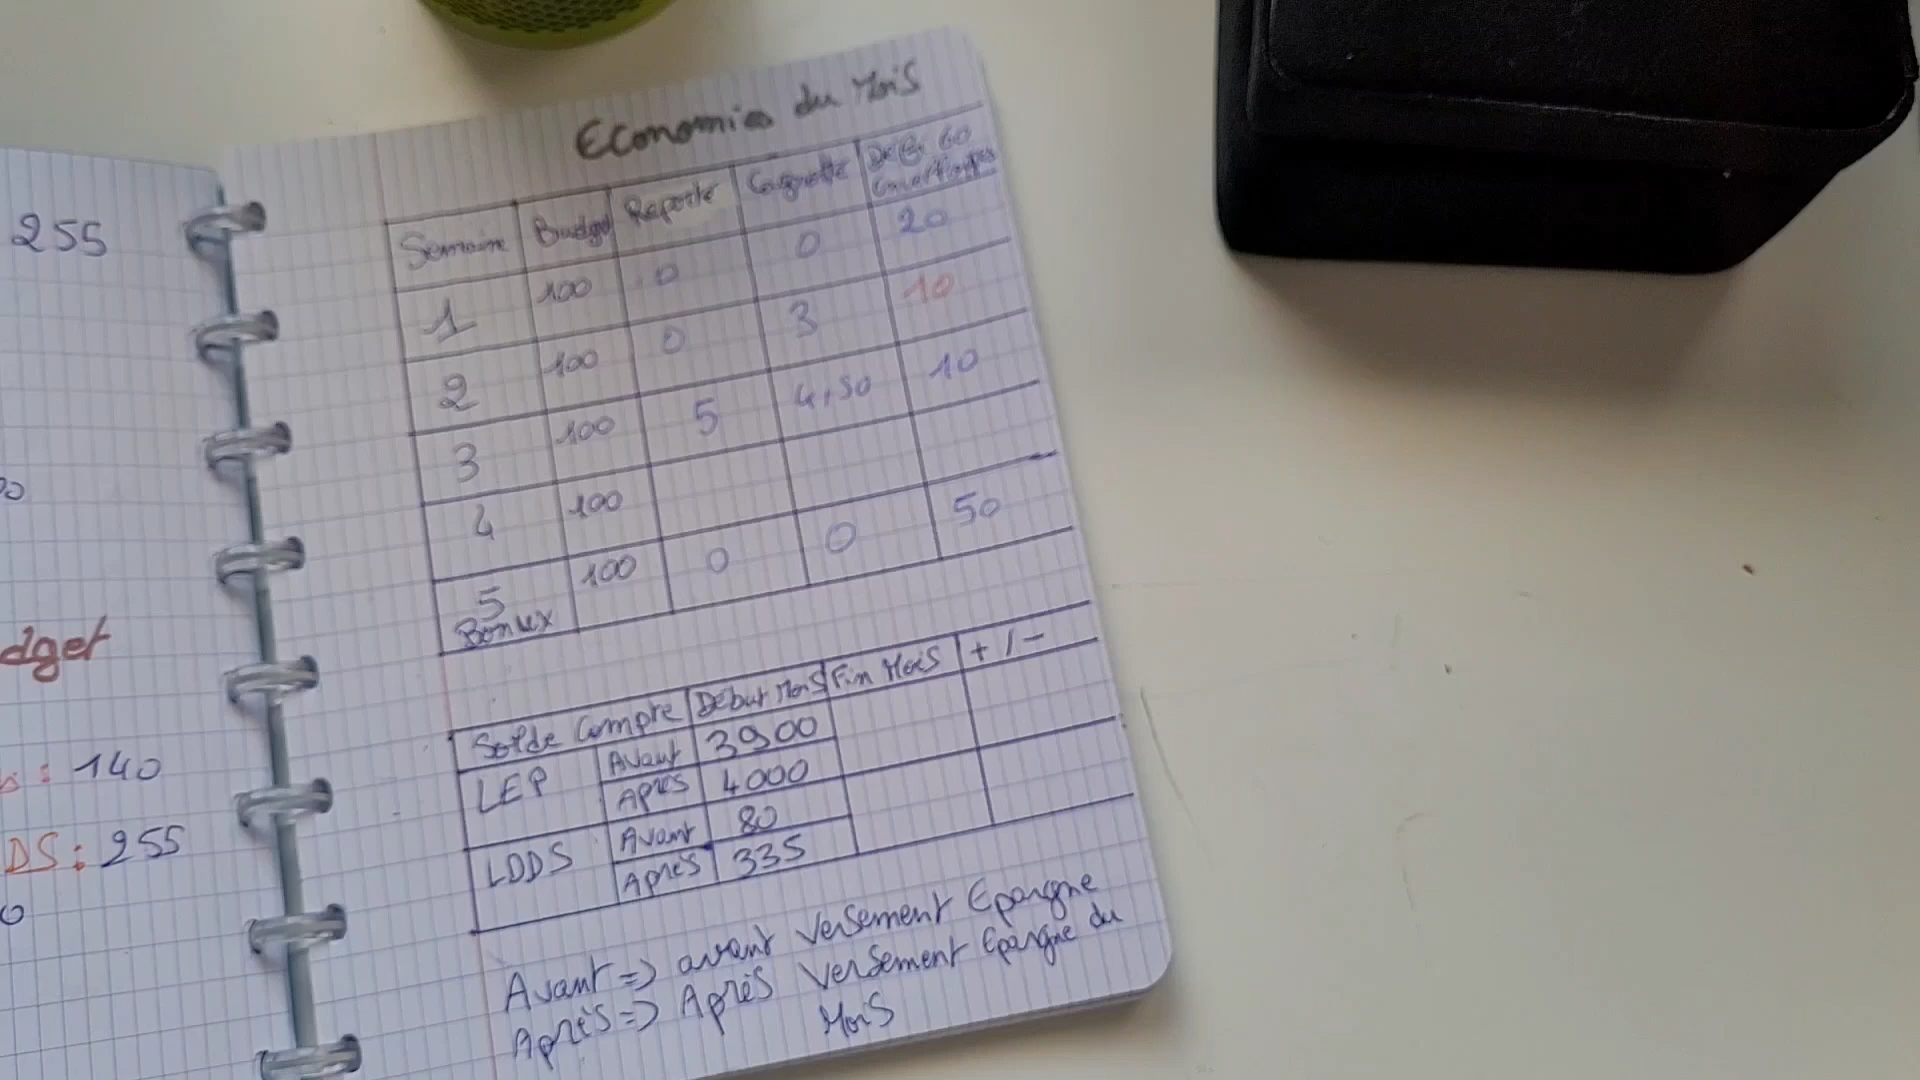 255
dget
: 140
DS : 255
Economies du Mois
Semaine Budget Reporté Cagnotte Défi 60
1 100 0 0 20
2 100 0 3 10
3 100 5 4,50 10
4 100
5 Bonux 100 0 0 50
Solde Compte Début Mois Fin Mois + / -
LEP Avant 3900
Après 4000
LDDS Avant 80
Après 335
Avant => avant Versement Epargne
Après => Après Versement Epargne du
Mois